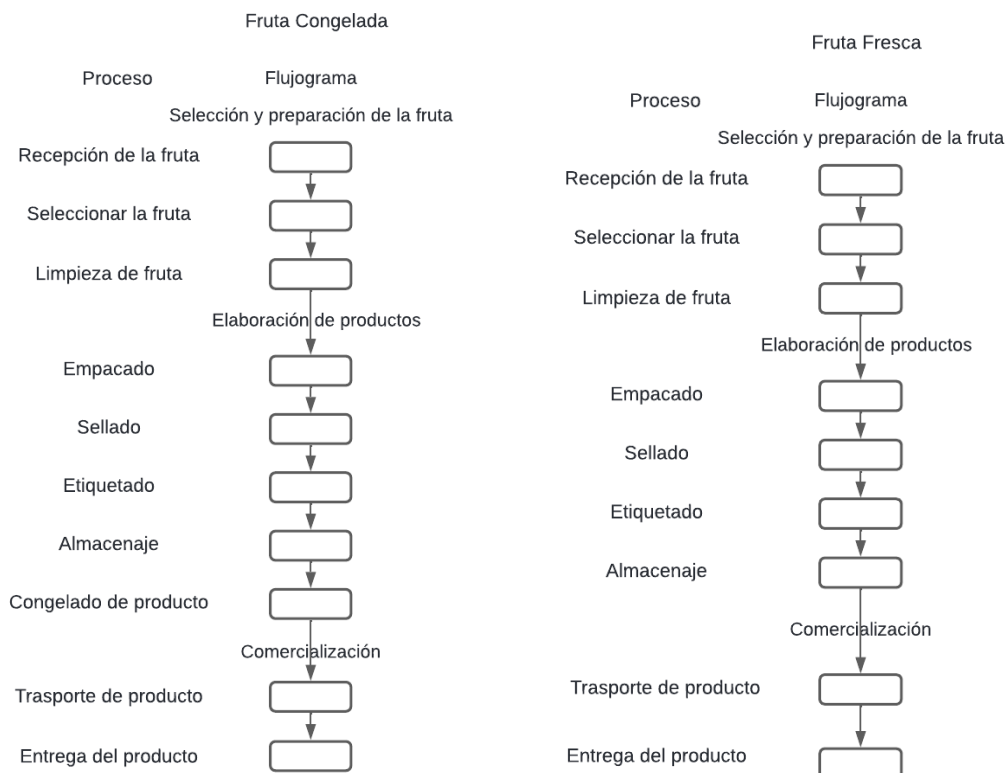 Fruta Congelada
Proceso
Flujograma
Selección y preparación de la fruta
Recepción de la fruta
Seleccionar la fruta
Limpieza de fruta
Elaboración de productos
Empacado
Sellado
Etiquetado
Almacenaje
Congelado de producto
Comercialización
Trasporte de producto
Entrega del producto
Fruta Fresca
Proceso
Flujograma
Selección y preparación de la fruta
Recepción de la fruta
Seleccionar la fruta
Limpieza de fruta
Elaboración de productos
Empacado
Sellado
Etiquetado
Almacenaje
Comercialización
Trasporte de producto
Entrega del producto